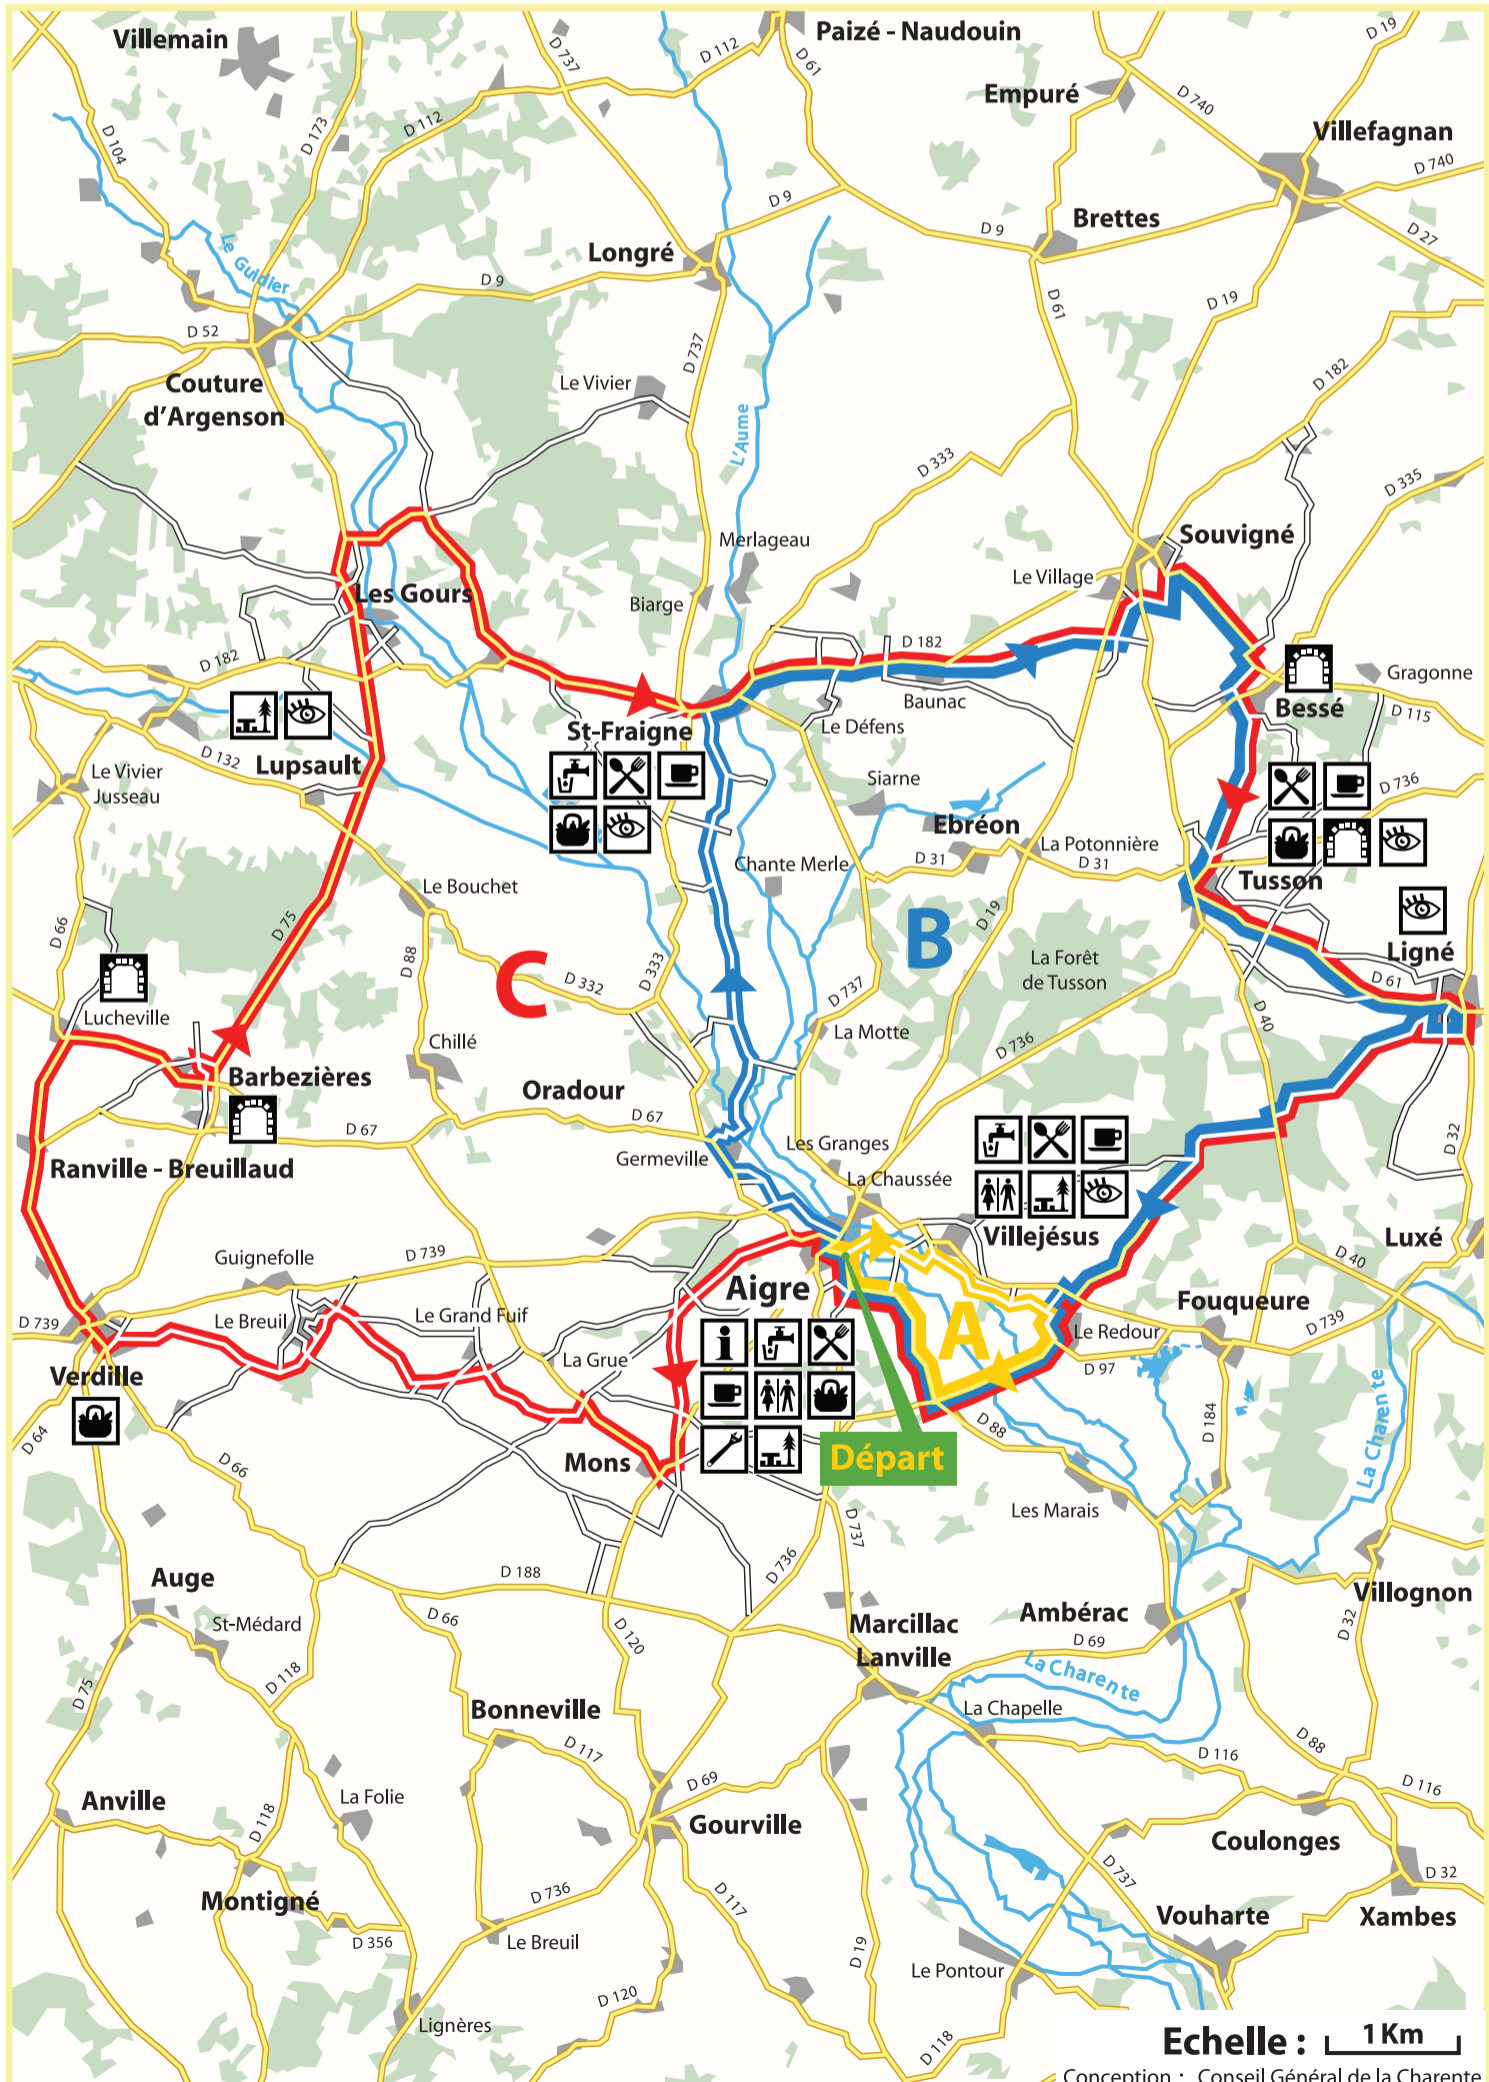 Villemain
Paizé - Naudouin
D 19
D 737
D 112
D 61
Empuré
D 740
Villefagnan
D 104
D 173
D 112
D 740
D 9
Brettes
D 9
D 27
Le Guidier
Longré
D 9
D 61
D 19
D 52
D 737
Couture
d'Argenson
Le Vivier
D 182
L'Aume
D 333
D 335
Merlageau
Souvigné
Le Village
Les Gours
Biarge
D 182
D 182
Gragonne
Baunac
Bessé
D 115
St-Fraigne
Le Défens
D 132
Lupsault
Le Vivier
Jusseau
Siarne
D 736
Ebréon
La Potonnière
D 31
D 31
Chante Merle
Tusson
Le Bouchet
D 66
D 75
D 88
B
D 19
Ligné
La Forêt
de Tusson
C
D 332
D 333
D 61
D 737
Lucheville
La Motte
D 40
D 736
Chillé
Barbezières
Oradour
D 67
D 67
D 32
Les Granges
Germeville
Ranville - Breuillaud
La Chaussée
Villejésus
Luxé
D 40
Guignefolle
D 739
Aigre
Fouqueure
A
D 739
Le Breuil
Le Grand Fuif
Le Redour
D 739
La Grue
D 97
Verdille
La Charente
D 184
D 64
D 88
Départ
D 66
Mons
Les Marais
D 737
D 736
D 188
Auge
Villognon
D 66
St-Médard
D 120
Marcillac
Lanville
Ambérac
D 32
D 69
D 118
La Charente
D 75
Bonneville
La Chapelle
D 117
D 88
D 116
D 69
D 116
Anville
La Folie
D 118
Gourville
Coulonges
D 737
D 32
D 736
D 117
Montigné
Vouharte
Xambes
D 356
Le Breuil
D 19
Le Pontour
D 120
Lignères
D 118
Echelle : 1 Km
Conception : Conseil Général de la Charente